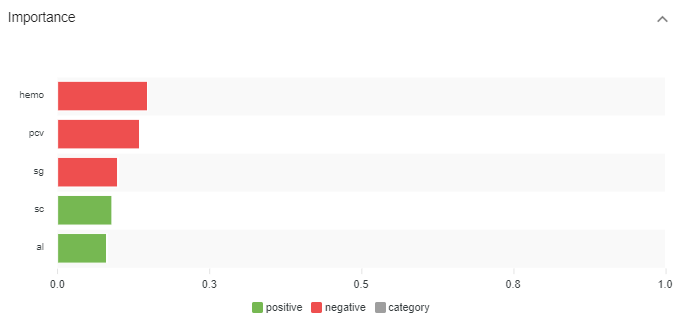 Importance
hemo
pcv
sg
sc
al
0.0 0.3 0.5 0.8 1.0
positive negative category